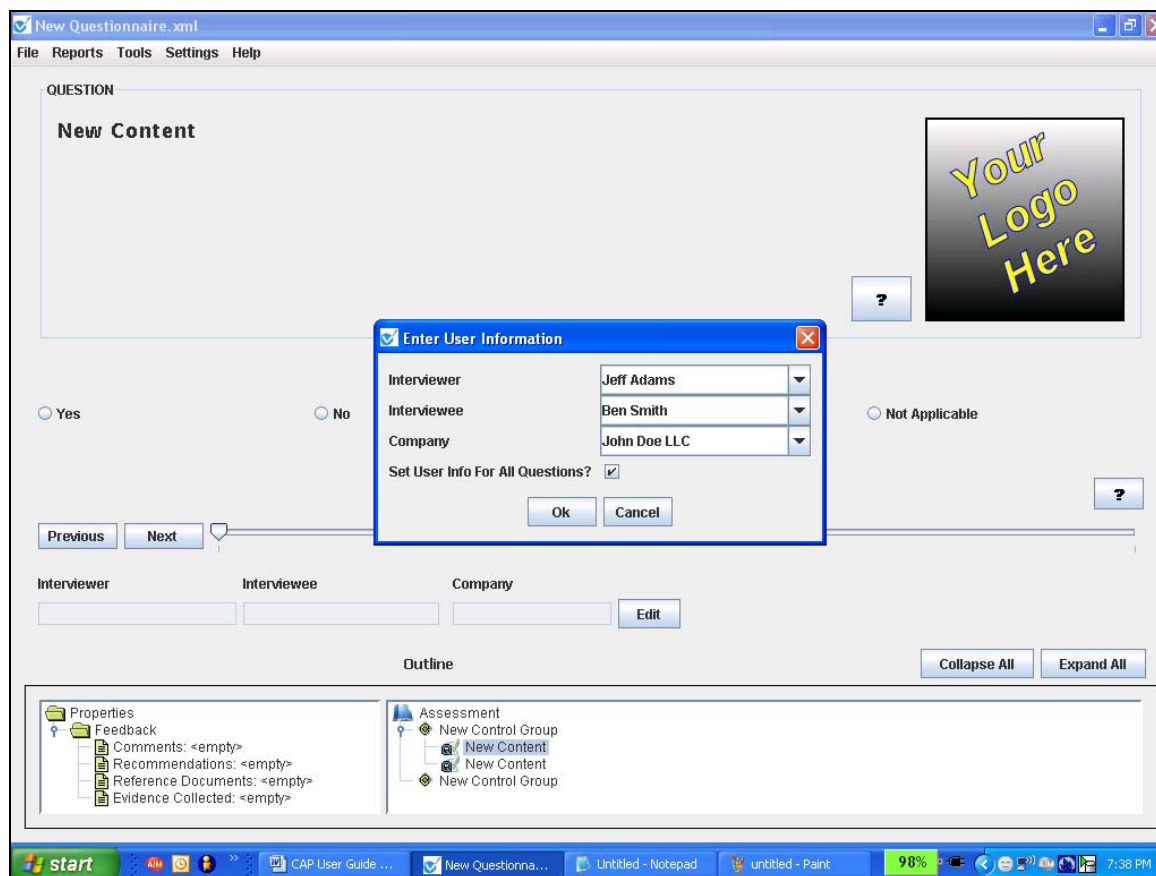 New Questionnaire.xml
File Reports Tools Settings Help
QUESTION
New Content
Your
Logo
Here
?
Enter User Information
Interviewer Jeff Adams
Interviewee Ben Smith
Company John Doe LLC
Set User Info For All Questions?
Ok Cancel
Yes No Not Applicable
?
Previous Next
Interviewer Interviewee Company
Edit
Outline Collapse All Expand All
Properties
Feedback
Comments: <empty>
Recommendations: <empty>
Reference Documents: <empty>
Evidence Collected: <empty>
Assessment
New Control Group
New Content
New Content
New Control Group
start CAP User Guide ... New Questionna... Untitled - Notepad untitled - Paint 98% 7:38 PM